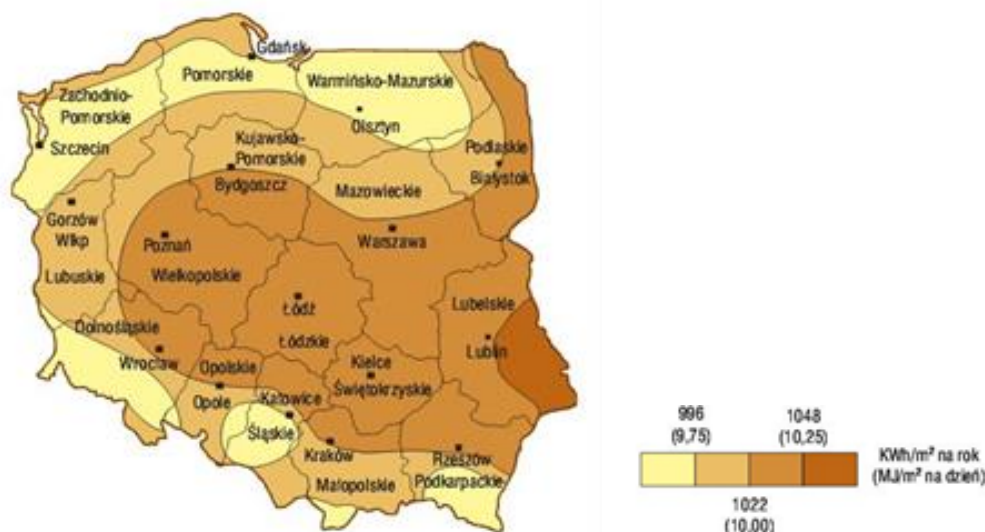 Gdańsk
Pomorskie
Warmińsko-Mazurskie
Zachodnio-
Pomorskie
Olsztyn
Szczecin
Kujawsko-
Pomorskie
Podlaskie
Bydgoszcz
Mazowieckie
Białystok
Gorzów
Wlkp
Poznań
Warszawa
Lubuskie
Wielkopolskie
Łódź
Lubelskie
Dolnośląskie
Łódzkie
Lublin
Wrocław
Opolskie
Kielce
Świętokrzyskie
Opole
Katowice
Śląskie
Kraków
Rzeszów
Małopolskie
Podkarpackie
996
(9,75)
1048
(10,25)
KWh/m² na rok
(MJ/m² na dzień)
1022
(10,00)